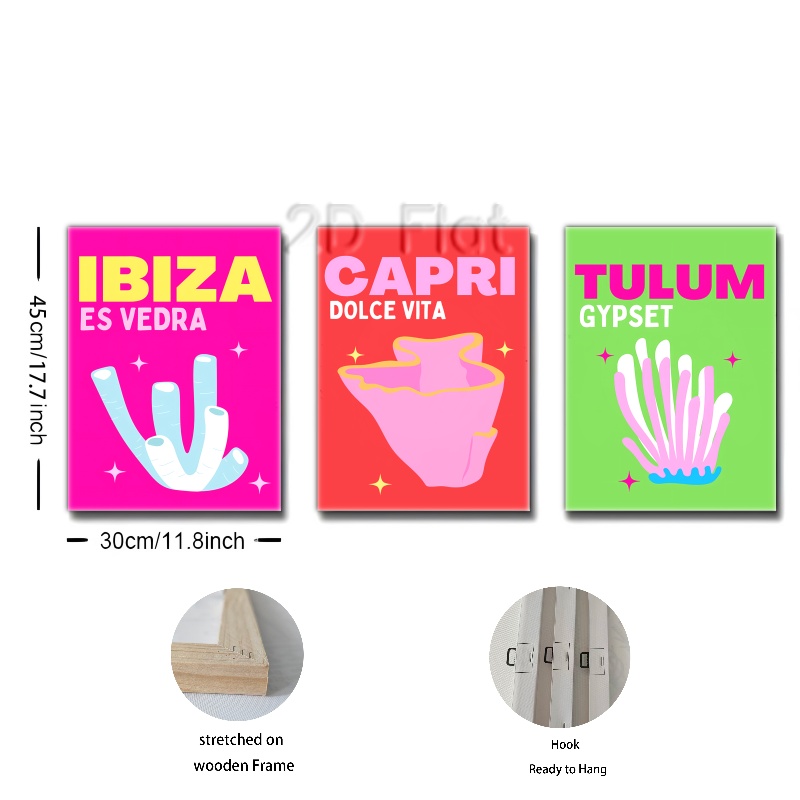 2D Flat
IBIZA
ES VEDRA
CAPRI
DOLCE VITA
TULUM
GYPSET
45cm/17.7inch
30cm/11.8inch
stretched on
wooden Frame
Hook
Ready to Hang